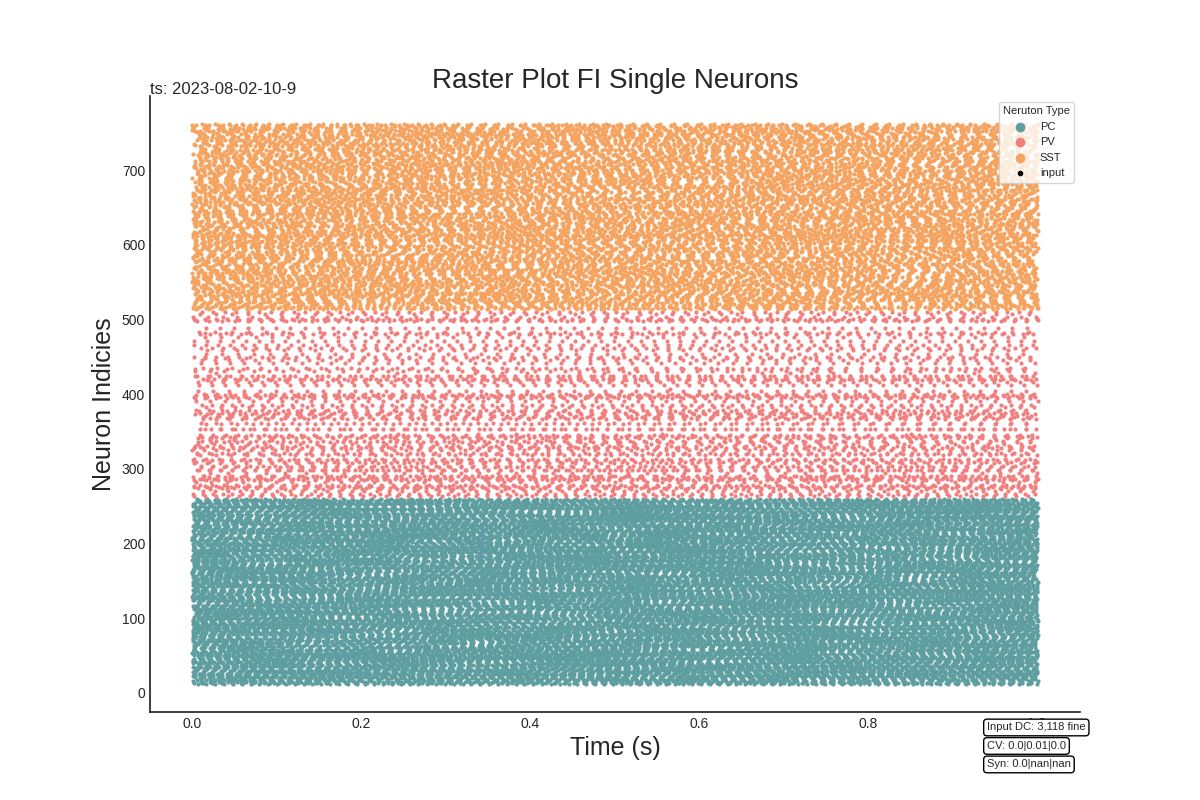 Raster Plot FI Single Neurons
ts: 2023-08-02-10-9
Neruton Type
PC
PV
SST
input
Neuron Indicies
700
600
500
400
300
200
100
0
0.0 0.2 0.4 0.6 0.8
Time (s)
Input DC: 3,118 fine
CV: 0.0|0.01|0.0
Syn: 0.0|nan|nan